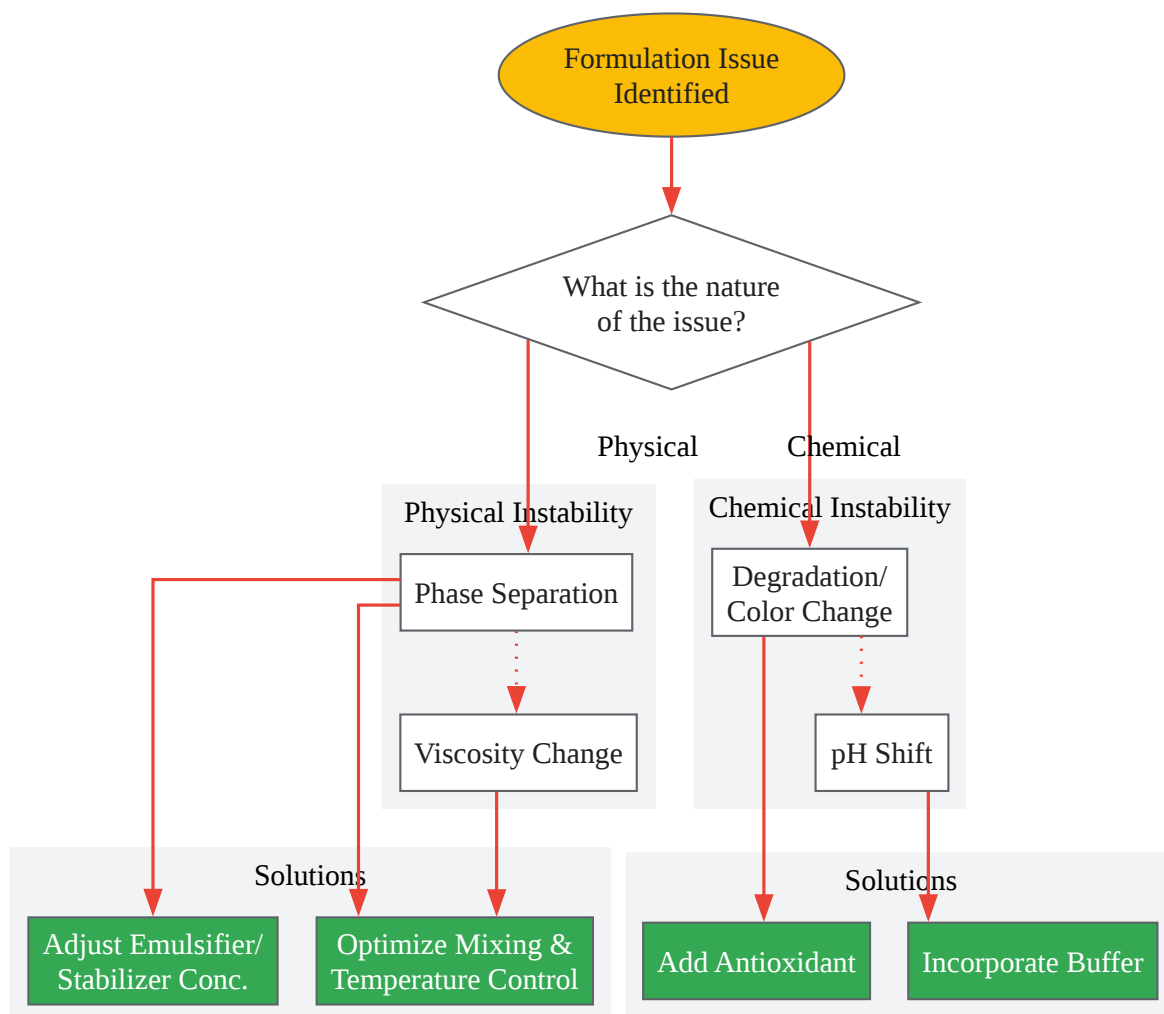 Formulation Issue
Identified
What is the nature
of the issue?
Physical
Chemical
Physical Instability
Chemical Instability
Phase Separation
Degradation/
Color Change
Viscosity Change
pH Shift
Solutions
Solutions
Adjust Emulsifier/
Stabilizer Conc.
Optimize Mixing &
Temperature Control
Add Antioxidant
Incorporate Buffer